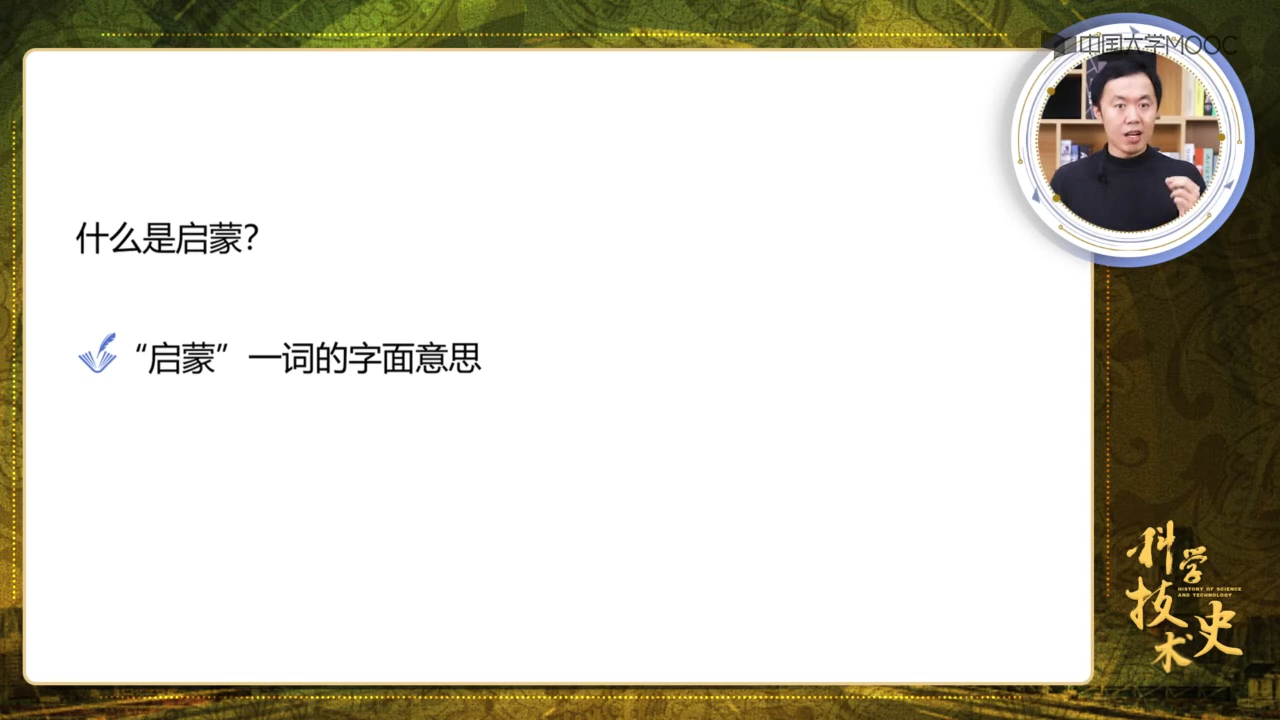 中国大学MOOC
什么是启蒙？
“启蒙”一词的字面意思
科学
技术史
HISTORY OF SCIENCE
AND TECHNOLOGY